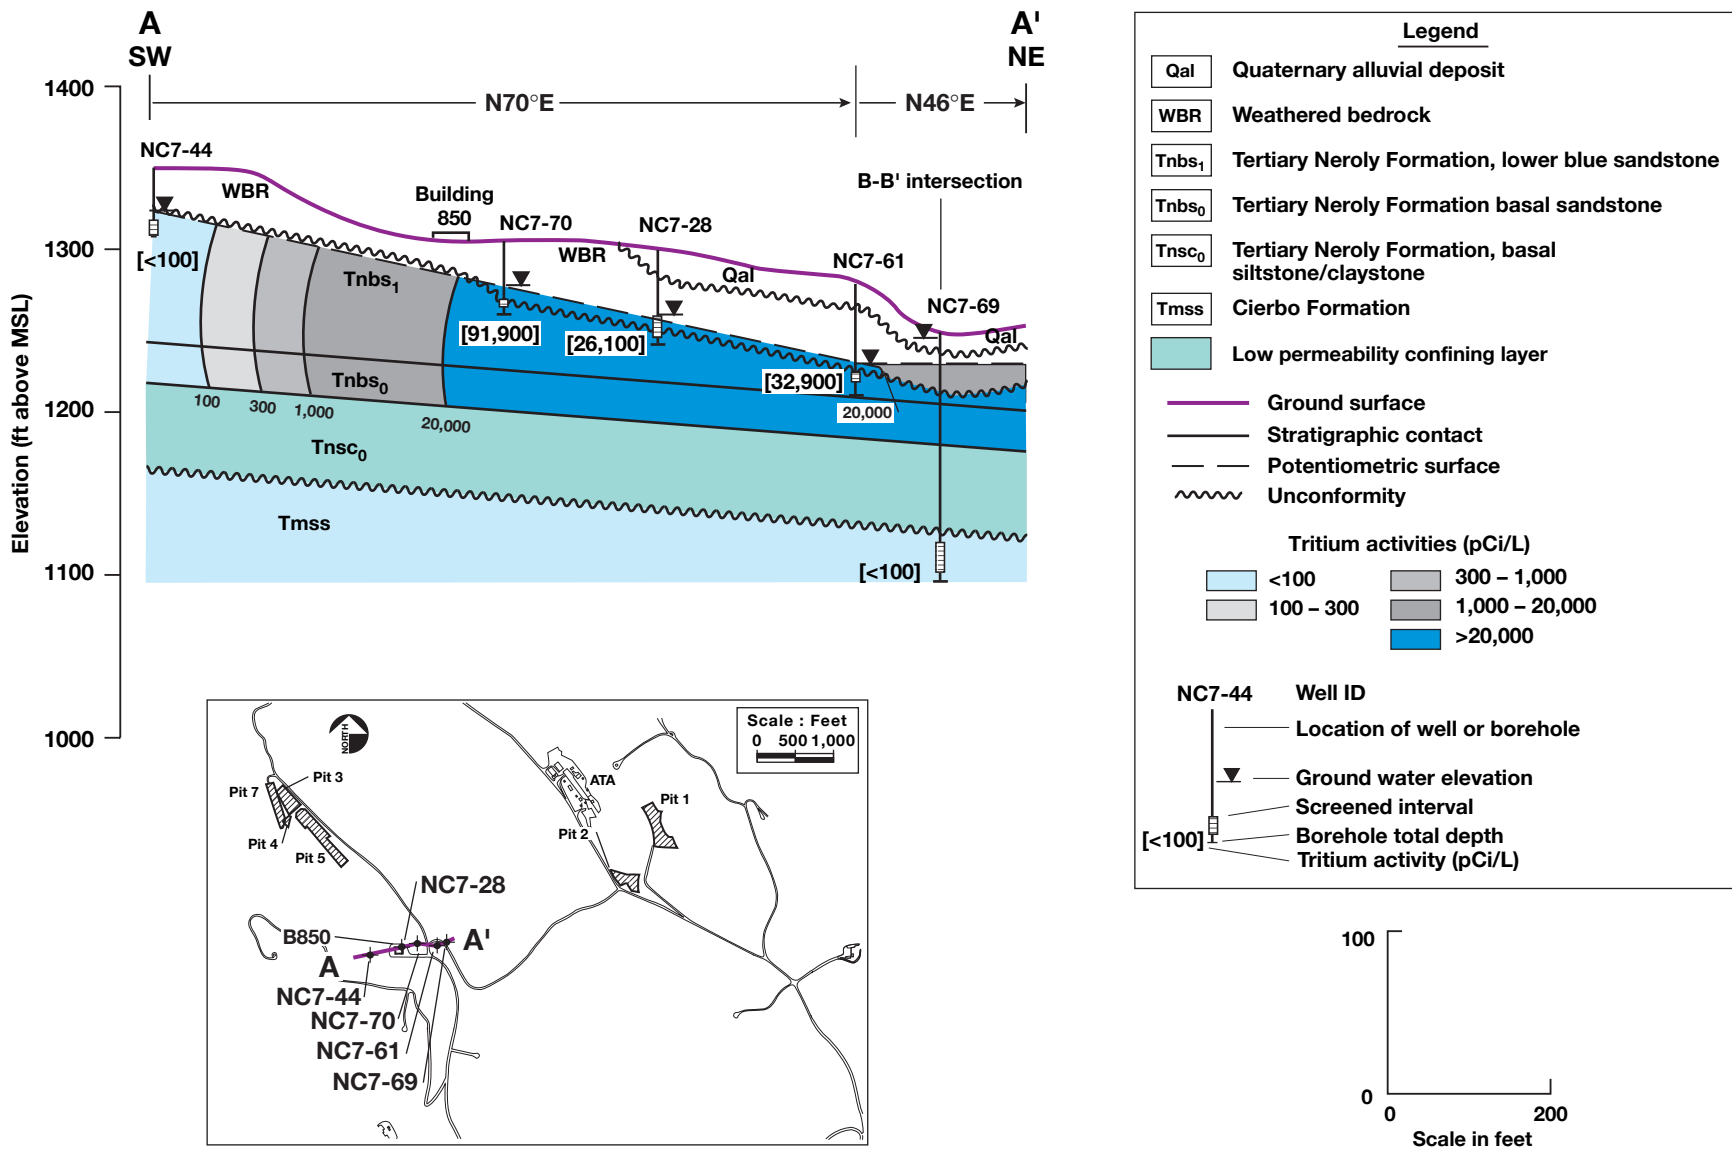 A
SW
A'
NE
N70°E
N46°E
Elevation (ft above MSL)
1400
1300
1200
1100
1000
NC7-44
WBR
Building
850
NC7-70
WBR
NC7-28
Qal
NC7-61
B-B' intersection
NC7-69
Qal
[<100]
Tnbs1
[91,900]
[26,100]
[32,900]
20,000
Tnbs0
100
300
1,000
20,000
Tnsc0
Tmss
[<100]
Legend
Qal Quaternary alluvial deposit
WBR Weathered bedrock
Tnbs1 Tertiary Neroly Formation, lower blue sandstone
Tnbs0 Tertiary Neroly Formation basal sandstone
Tnsc0 Tertiary Neroly Formation, basal
siltstone/claystone
Tmss Cierbo Formation
Low permeability confining layer
Ground surface
Stratigraphic contact
Potentiometric surface
Unconformity
Tritium activities (pCi/L)
<100
100 – 300
300 – 1,000
1,000 – 20,000
>20,000
NC7-44 Well ID
Location of well or borehole
Ground water elevation
Screened interval
Borehole total depth
[<100]
Tritium activity (pCi/L)
NORTH
Scale : Feet
0 500 1,000
Pit 3
Pit 7
Pit 4
Pit 5
ATA
Pit 1
Pit 2
NC7-28
B850
A
A'
NC7-44
NC7-70
NC7-61
NC7-69
100
0
0 200
Scale in feet